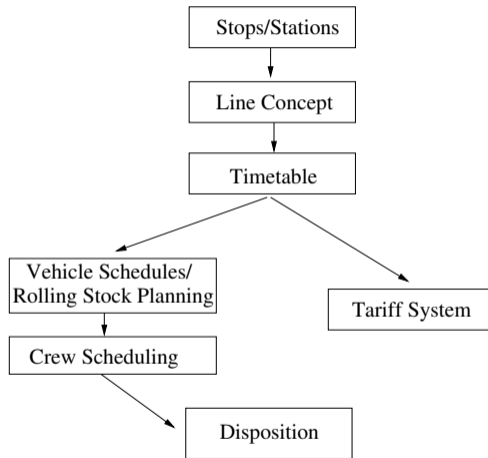 Stops/Stations
Line Concept
Timetable
Vehicle Schedules/
Rolling Stock Planning
Tariff System
Crew Scheduling
Disposition